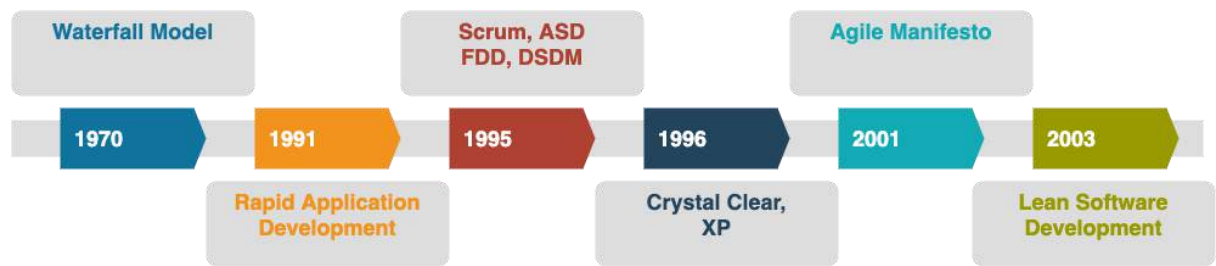 Waterfall Model
Scrum, ASD
FDD, DSDM
Agile Manifesto
1970
1991
1995
1996
2001
2003
Rapid Application
Development
Crystal Clear,
XP
Lean Software
Development